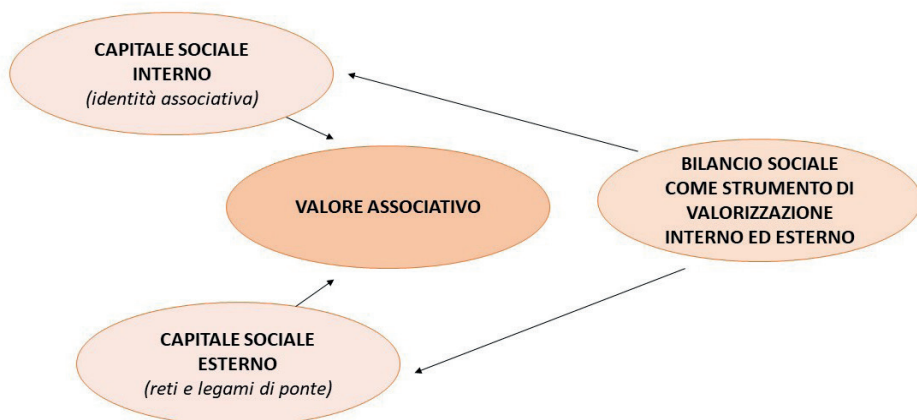 CAPITALE SOCIALE
INTERNO
(identità associativa)
VALORE ASSOCIATIVO
BILANCIO SOCIALE
COME STRUMENTO DI
VALORIZZAZIONE
INTERNO ED ESTERNO
CAPITALE SOCIALE
ESTERNO
(reti e legami di ponte)